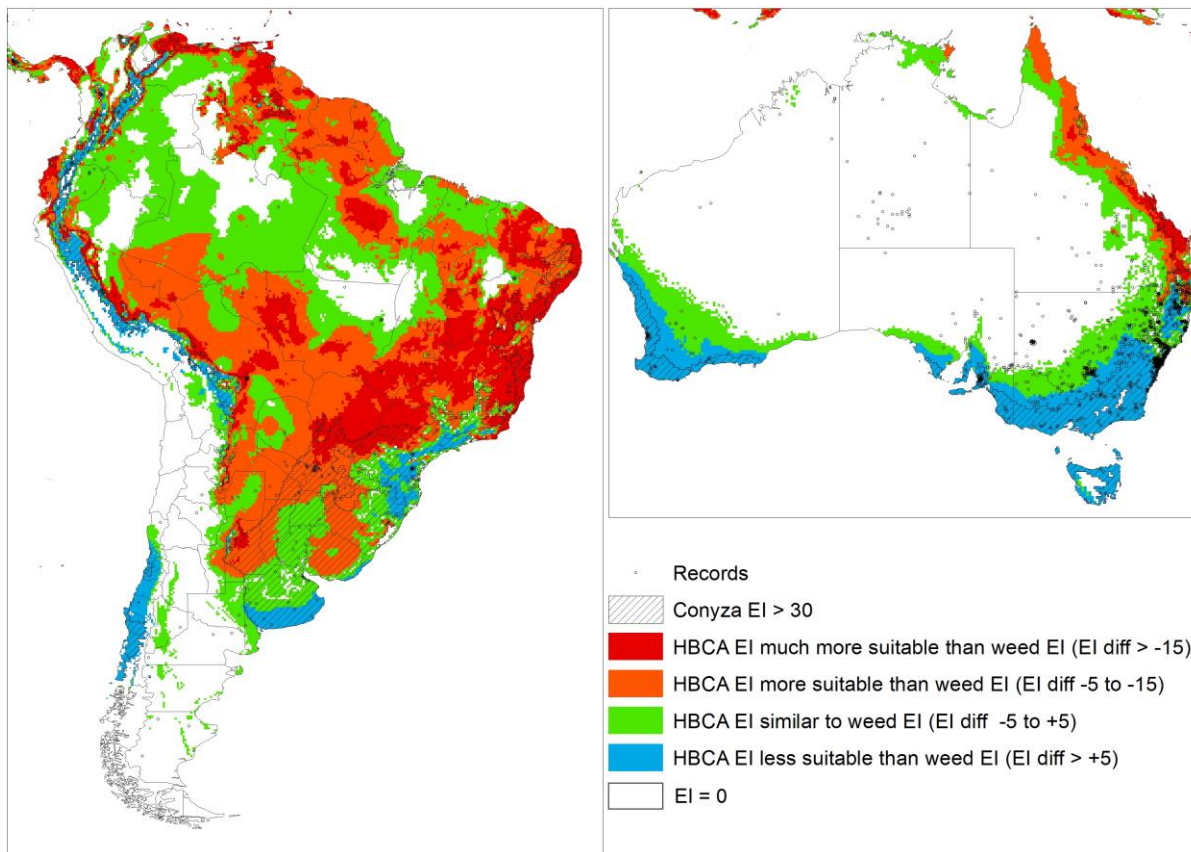 Records
Conyza EI > 30
HBCA EI much more suitable than weed EI (EI diff > -15)
HBCA EI more suitable than weed EI (EI diff -5 to -15)
HBCA EI similar to weed EI (EI diff  -5 to +5)
HBCA EI less suitable than weed EI (EI diff > +5)
EI = 0